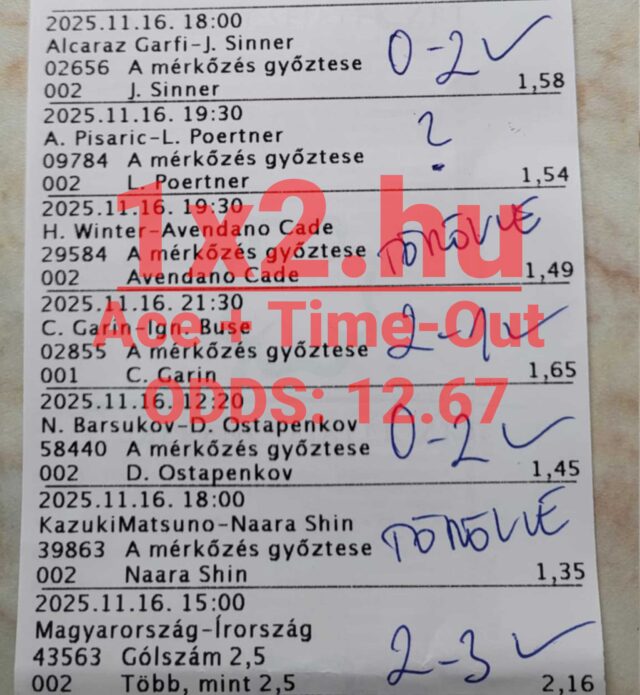 2025.11.16. 18:00
Alcaraz Garfi-J. Sinner
02656 A mérkőzés győztese
0-2 ✓
002 J. Sinner 1,58
2025.11.16. 19:30
A. Pisaric-L. Poertner
?
09784 A mérkőzés győztese
002 L. Poertner 1,54
2025.11.16. 19:30
H. Winter-Avendano Cade
29584 A mérkőzés győztese
TÖRÖLVE
002 Avendano Cade 1,49
1x2.hu
Ace + Time-Out
ODDS: 12.67
2025.11.16. 21:30
C. Garin-Ign. Buse
02855 A mérkőzés győztese
2-1 ✓
001 C. Garin 1,65
2025.11.16. 12:20
N. Barsukov-D. Ostapenkov
58440 A mérkőzés győztese
0-2 ✓
002 D. Ostapenkov 1,45
2025.11.16. 18:00
KazukiMatsuno-Naara Shin
39863 A mérkőzés győztese
TÖRÖLVE
002 Naara Shin 1,35
2025.11.16. 15:00
Magyarország-Írország
43563 Gólszám 2,5
2-3 ✓
002 Több, mint 2,5 2,16